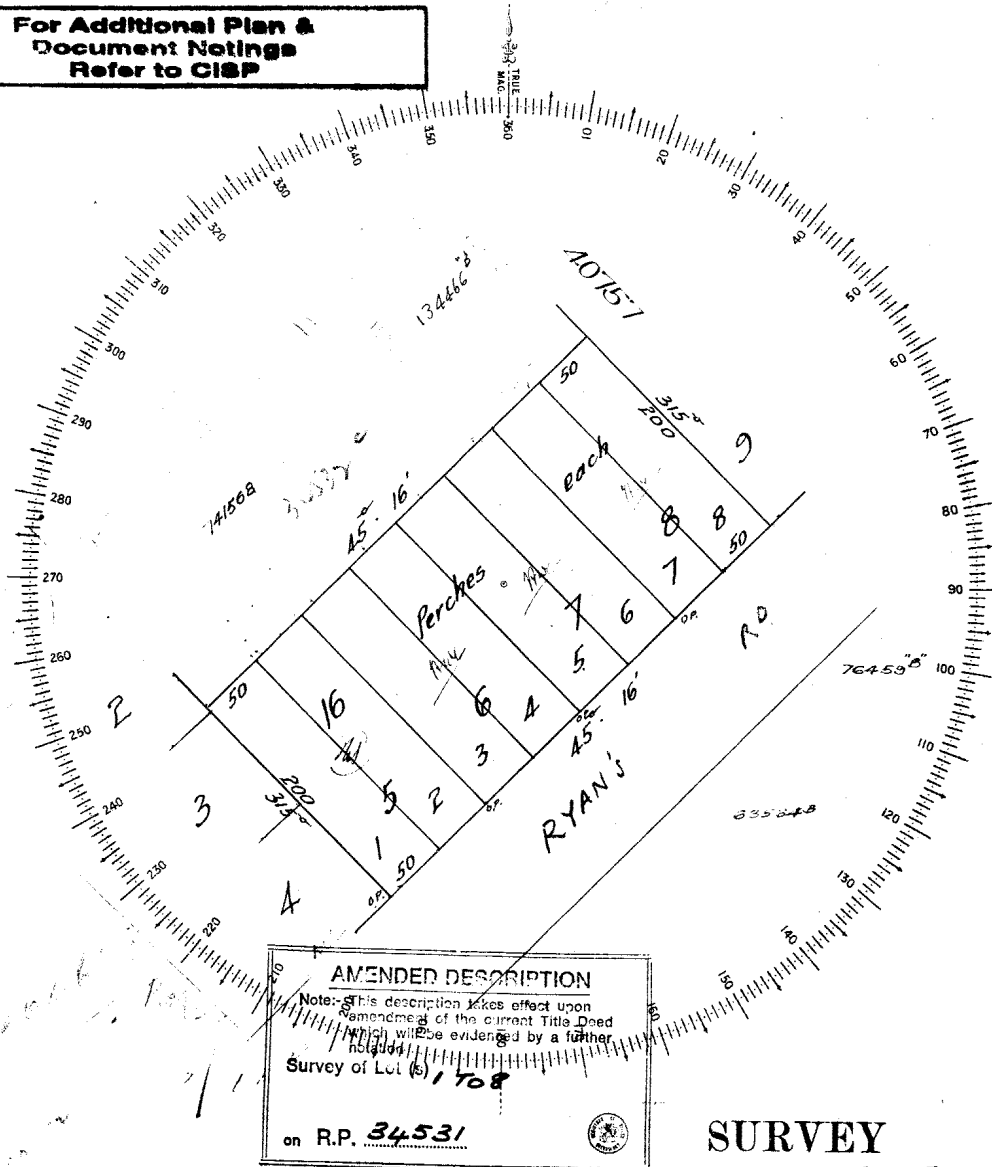 For Additional Plan &
Document Notings
Refer to CISP
TRUE
MAG.
360
10
20
30
40
50
60
70
80
90
100
110
120
130
140
150
160
180
200
210
220
230
240
250
260
270
280
290
300
310
320
330
340
350
134466 "B"
40757
741568
45° 16'
50
315°
200
9
each
8
8
50
7
Perches
7
6
O.P.
RD.
5
76459"B"
50
16
6
4
45° 16'
2
3
200
315°
5
2
O.P.
RYAN'S
3
1
50
O.P.
4
AMENDED DESCRIPTION
Note:- This description takes effect upon
amendment of the current Title Deed
which will be evidenced by a further
notation
Survey of Lot (s) 1 TO 8
on R.P. 34531
SURVEY